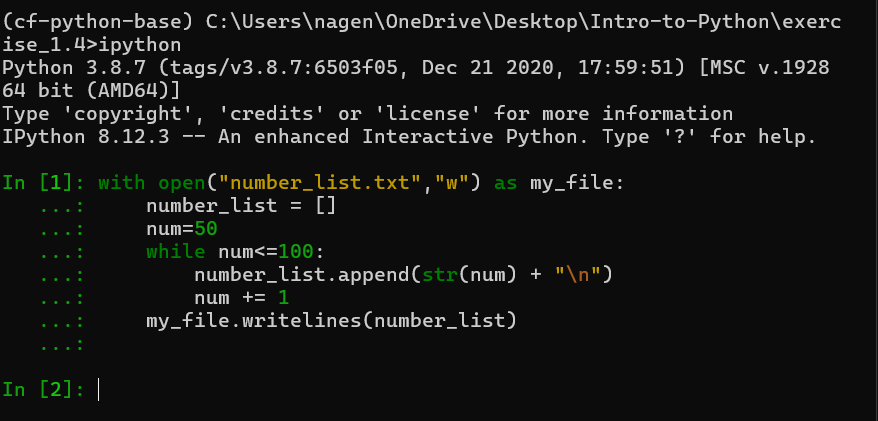 (cf-python-base) C:\Users\nagen\OneDrive\Desktop\Intro-to-Python\exerc
ise_1.4>ipython
Python 3.8.7 (tags/v3.8.7:6503f05, Dec 21 2020, 17:59:51) [MSC v.1928
64 bit (AMD64)]
Type 'copyright', 'credits' or 'license' for more information
IPython 8.12.3 -- An enhanced Interactive Python. Type '?' for help.

In [1]: with open("number_list.txt","w") as my_file:
   ...:     number_list = []
   ...:     num=50
   ...:     while num<=100:
   ...:         number_list.append(str(num) + "\n")
   ...:         num += 1
   ...:     my_file.writelines(number_list)
   ...:

In [2]: